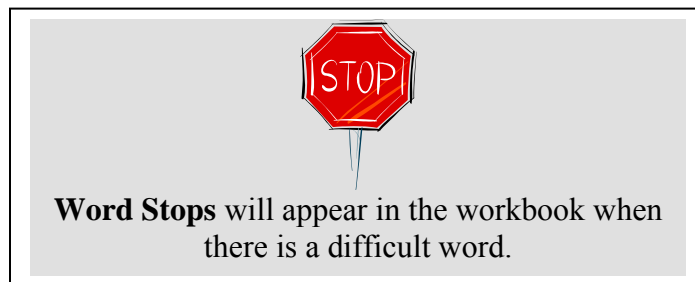 STOP
Word Stops will appear in the workbook when
there is a difficult word.